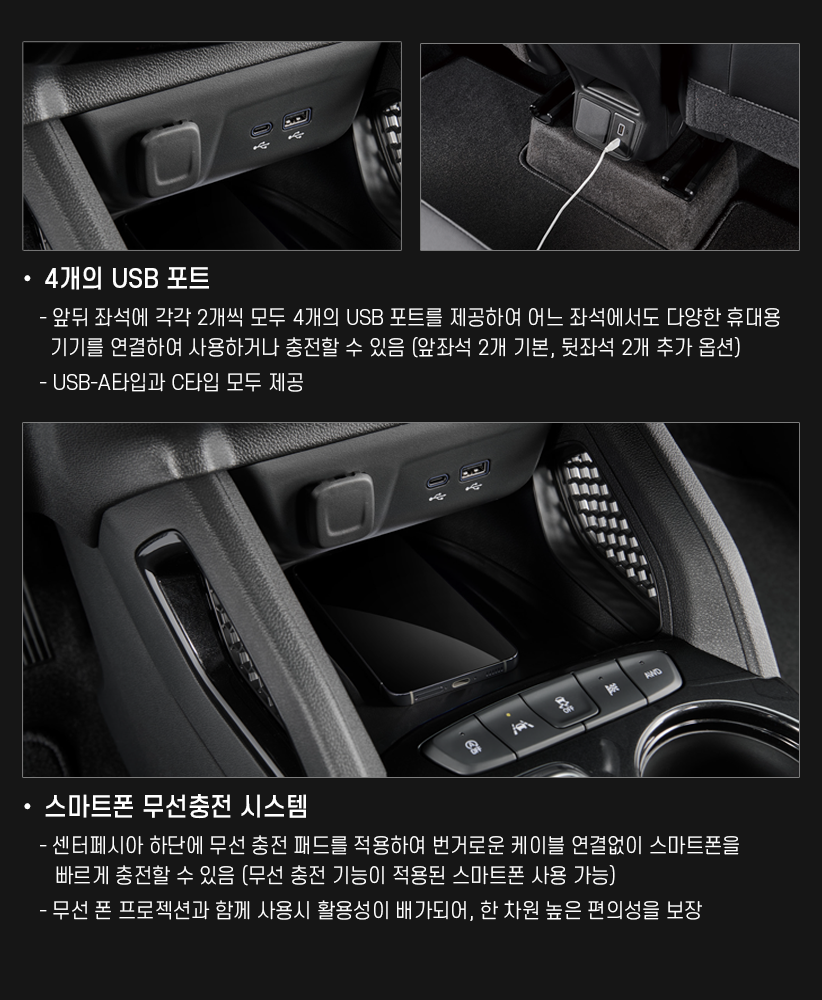 • 4개의 USB 포트
- 앞뒤 좌석에 각각 2개씩 모두 4개의 USB 포트를 제공하여 어느 좌석에서도 다양한 휴대용
기기를 연결하여 사용하거나 충전할 수 있음 (앞좌석 2개 기본, 뒷좌석 2개 추가 옵션)
- USB-A타입과 C타입 모두 제공
AWD
• 스마트폰 무선충전 시스템
- 센터페시아 하단에 무선 충전 패드를 적용하여 번거로운 케이블 연결없이 스마트폰을
빠르게 충전할 수 있음 (무선 충전 기능이 적용된 스마트폰 사용 가능)
- 무선 폰 프로젝션과 함께 사용시 활용성이 배가되어, 한 차원 높은 편의성을 보장